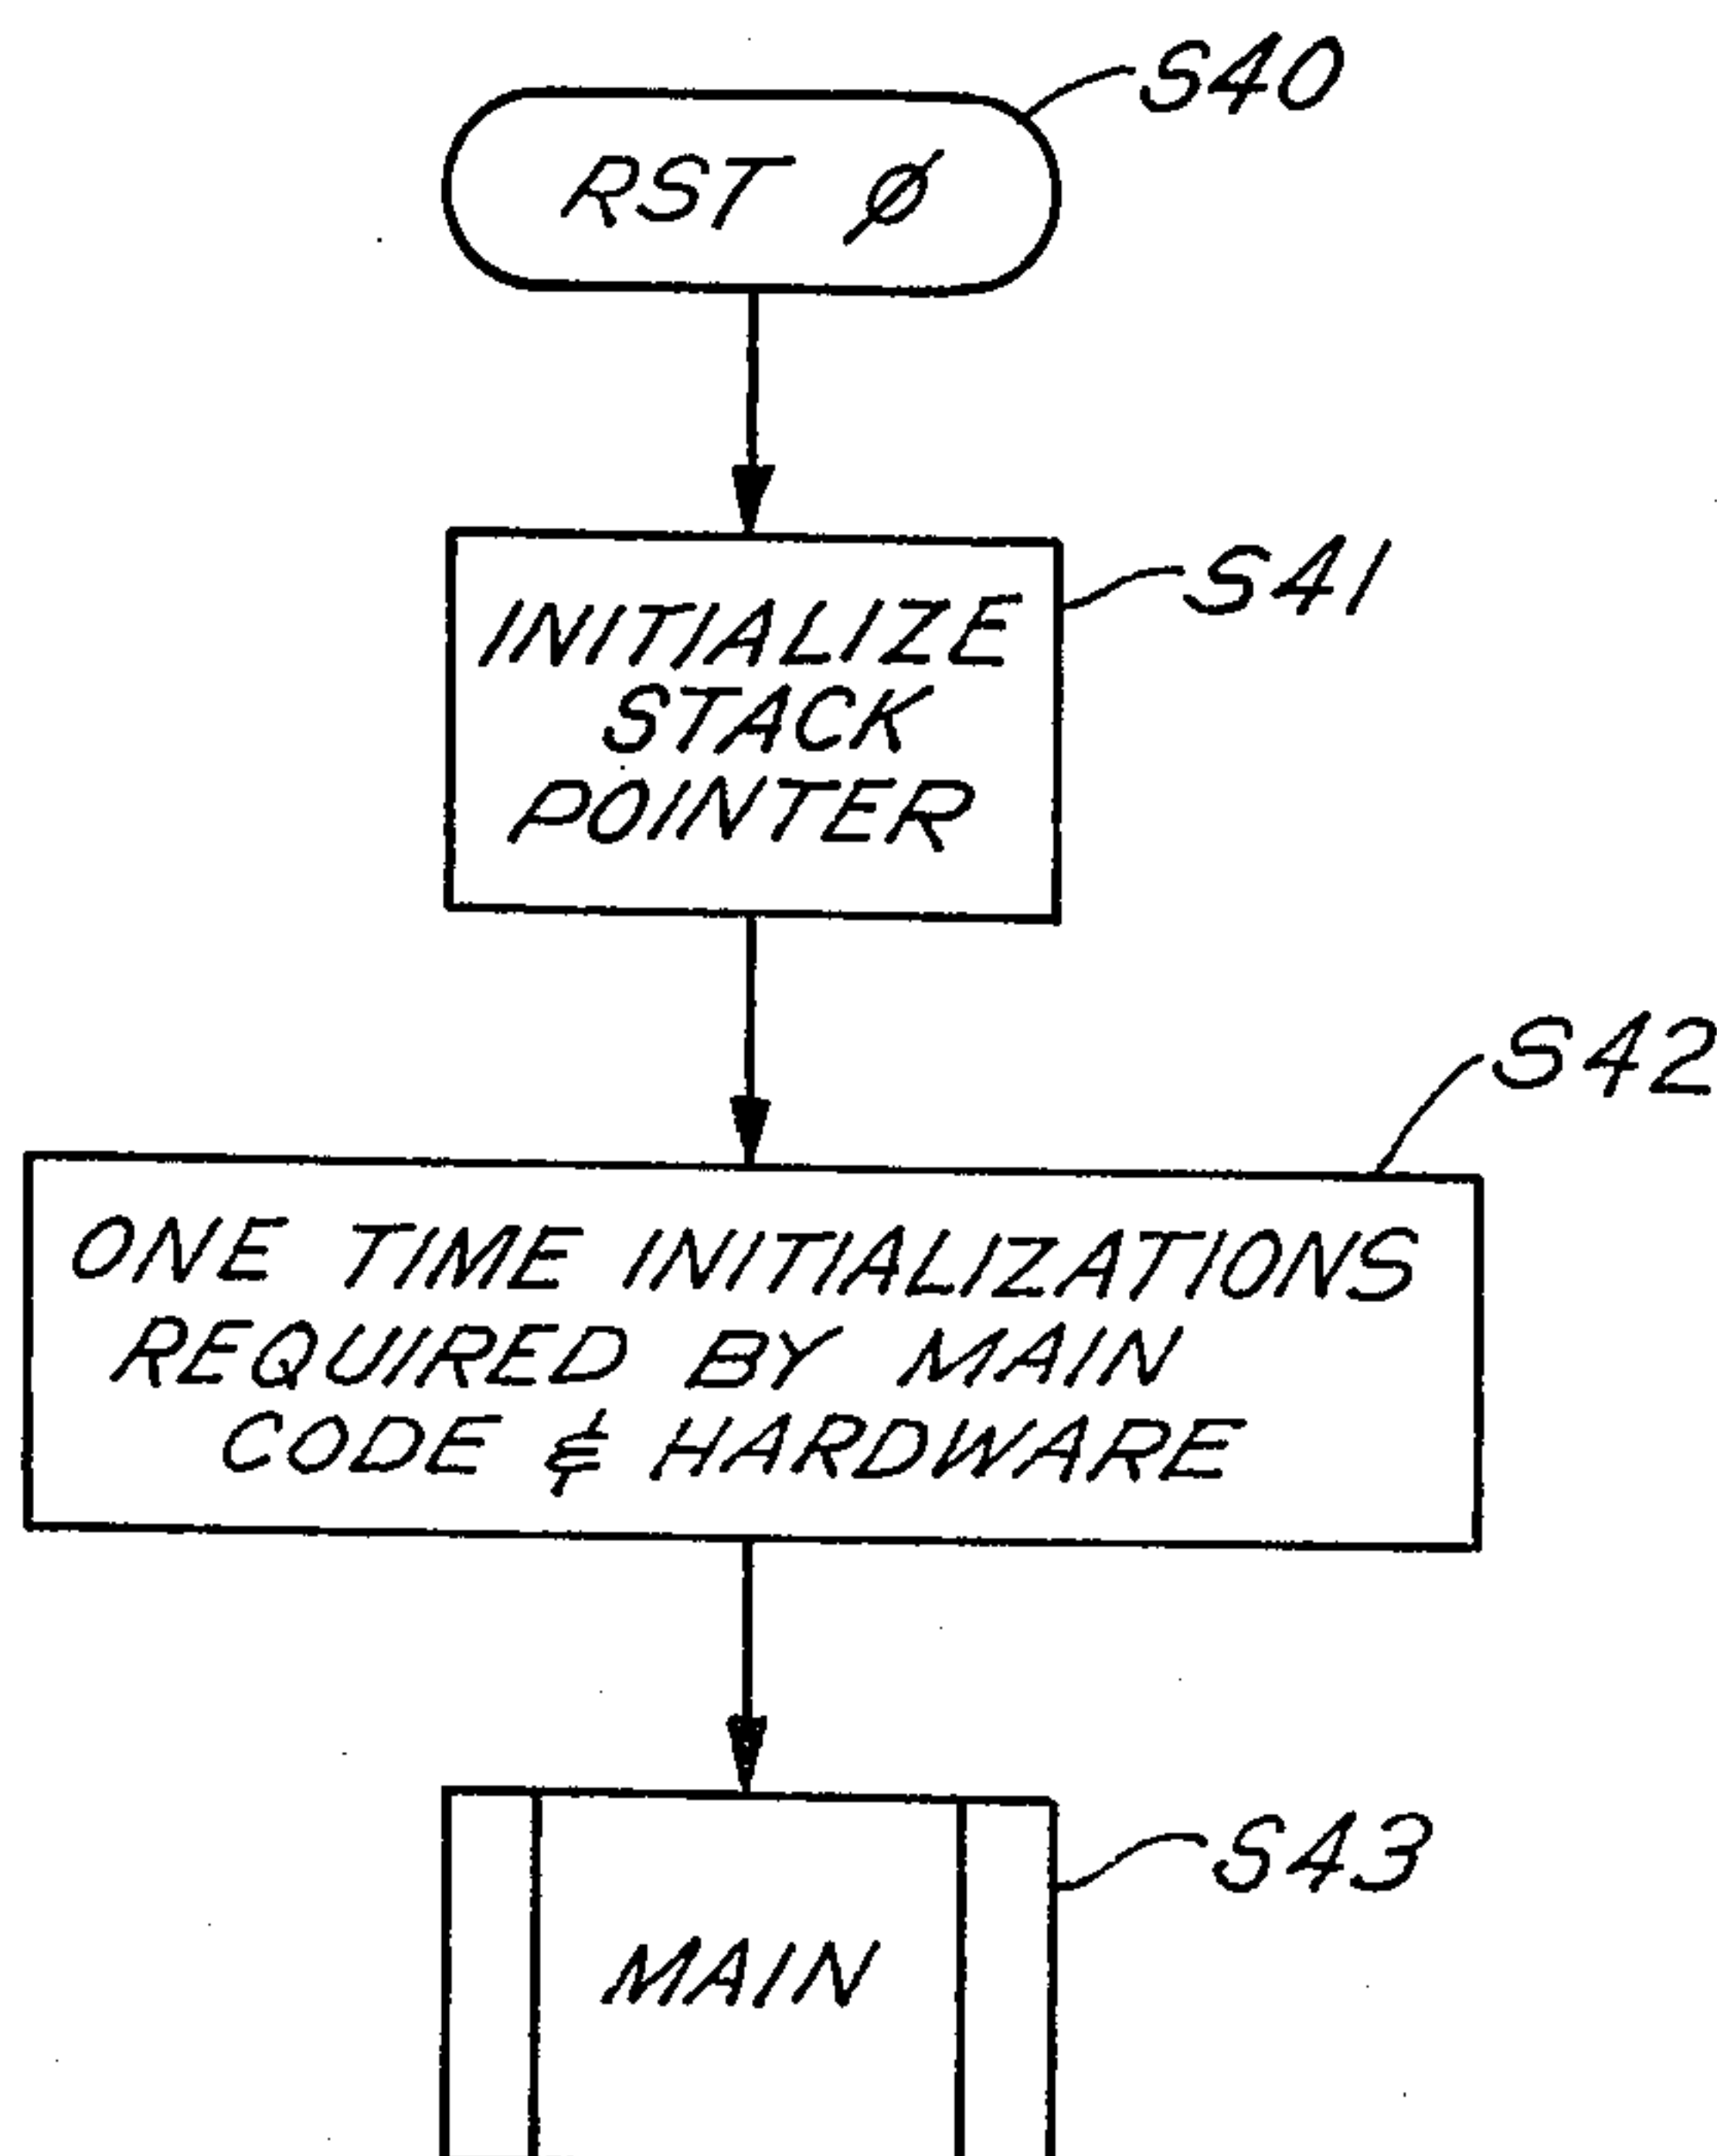 S40
RST Ø
S41
INITIALIZE
STACK
POINTER
S42
ONE TIME INITIALIZATIONS
REQUIRED BY MAIN
CODE & HARDWARE
S43
MAIN